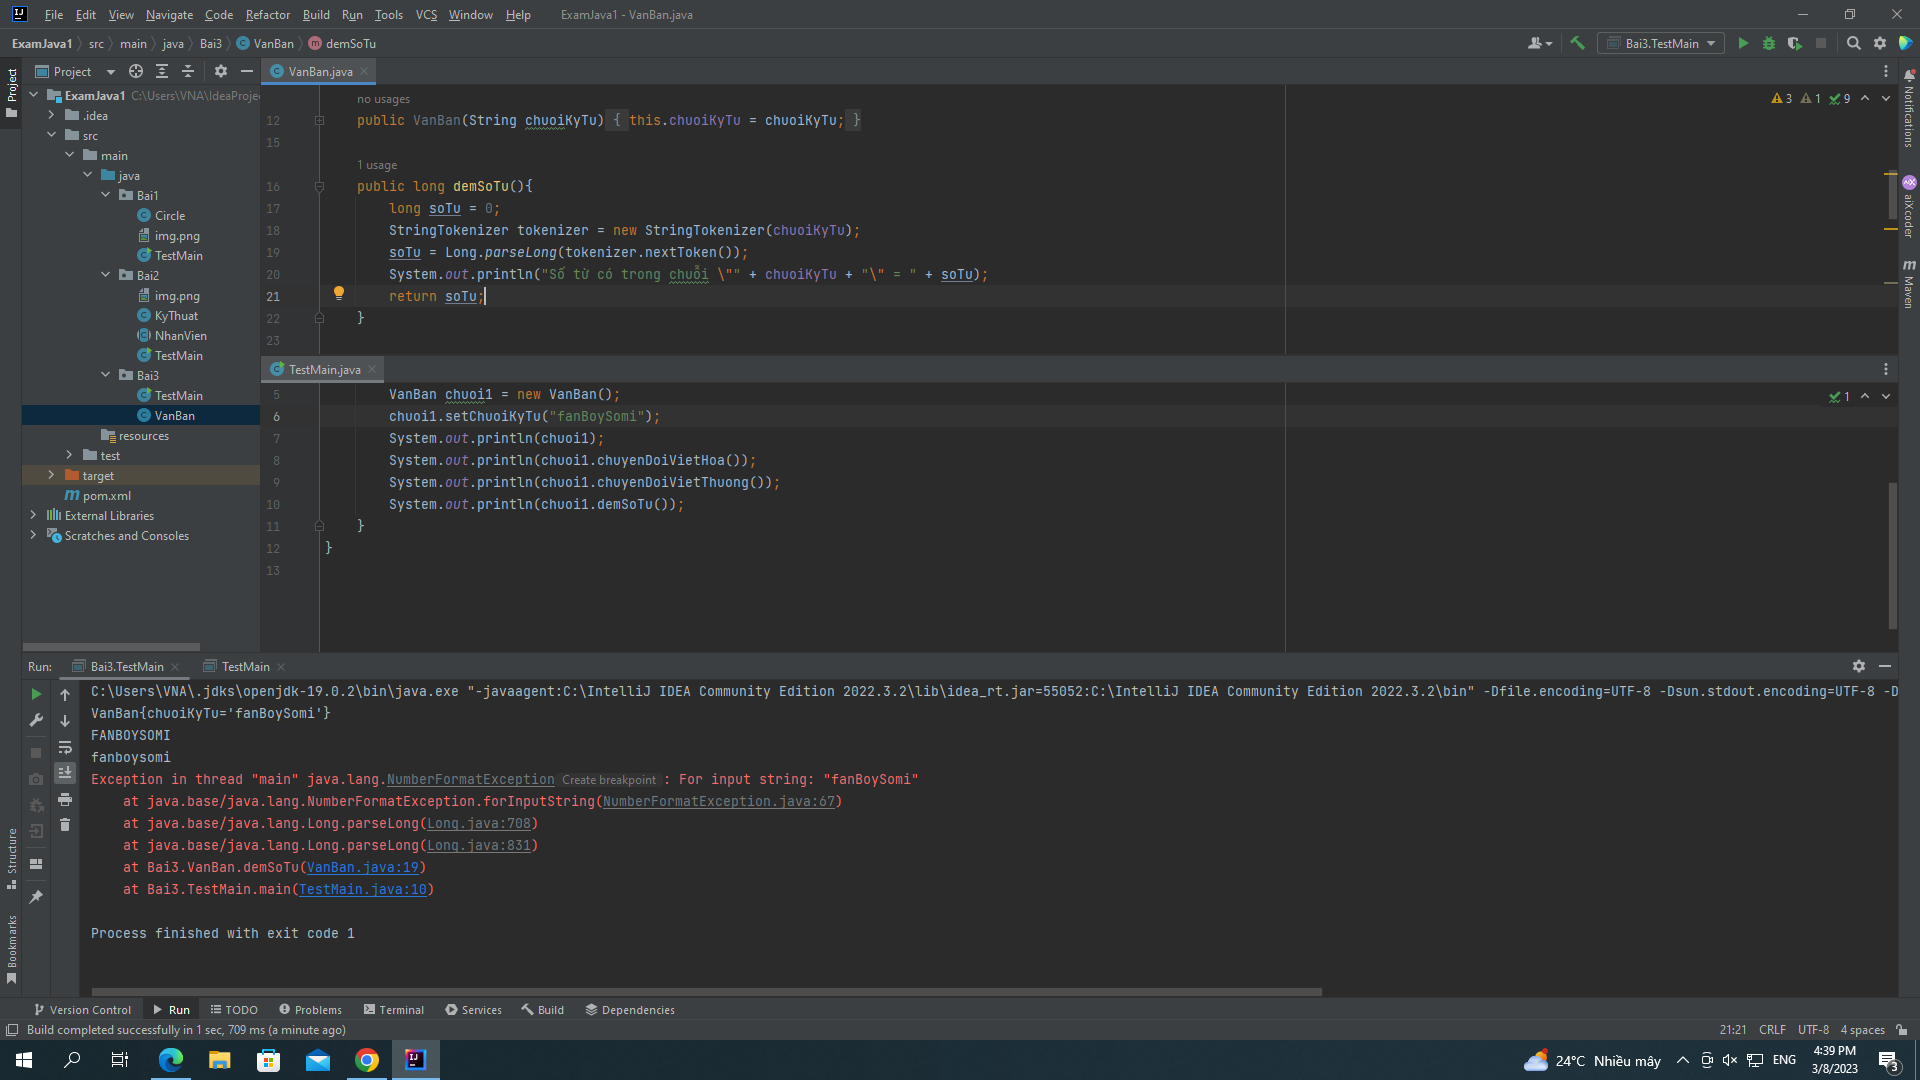 File Edit View Navigate Code Refactor Build Run Tools VCS Window Help ExamJava1 - VanBan.java
ExamJava1 src main java Bai3 VanBan demSoTu Bai3.TestMain
Project
VanBan.java
ExamJava1 C:\Users\VNA\IdeaProje
.idea
src
main
java
Bai1
Circle
img.png
TestMain
Bai2
img.png
KyThuat
NhanVien
TestMain
Bai3
TestMain
VanBan
resources
test
target
pom.xml
External Libraries
Scratches and Consoles
Project
Structure
Bookmarks
no usages
3 1 9
12 public VanBan(String chuoiKyTu) { this.chuoiKyTu = chuoiKyTu; }
15
1 usage
16 public long demSoTu(){
17 long soTu = 0;
18 StringTokenizer tokenizer = new StringTokenizer(chuoiKyTu);
19 soTu = Long.parseLong(tokenizer.nextToken());
20 System.out.println("Số từ có trong chuỗi \"" + chuoiKyTu + "\" = " + soTu);
21 return soTu;
22 }
23
TestMain.java
1
5 VanBan chuoi1 = new VanBan();
6 chuoi1.setChuoiKyTu("fanBoySomi");
7 System.out.println(chuoi1);
8 System.out.println(chuoi1.chuyenDoiVietHoa());
9 System.out.println(chuoi1.chuyenDoiVietThuong());
10 System.out.println(chuoi1.demSoTu());
11 }
12 }
13
Notifications
aiXcoder
Maven
Run: Bai3.TestMain TestMain
C:\Users\VNA\.jdks\openjdk-19.0.2\bin\java.exe "-javaagent:C:\IntelliJ IDEA Community Edition 2022.3.2\lib\idea_rt.jar=55052:C:\IntelliJ IDEA Community Edition 2022.3.2\bin" -Dfile.encoding=UTF-8 -Dsun.stdout.encoding=UTF-8 -D
VanBan{chuoiKyTu='fanBoySomi'}
FANBOYSOMI
fanboysomi
Exception in thread "main" java.lang.NumberFormatException Create breakpoint : For input string: "fanBoySomi"
at java.base/java.lang.NumberFormatException.forInputString(NumberFormatException.java:67)
at java.base/java.lang.Long.parseLong(Long.java:708)
at java.base/java.lang.Long.parseLong(Long.java:831)
at Bai3.VanBan.demSoTu(VanBan.java:19)
at Bai3.TestMain.main(TestMain.java:10)
Process finished with exit code 1
Version Control Run TODO Problems Terminal Services Build Dependencies
Build completed successfully in 1 sec, 709 ms (a minute ago) 21:21 CRLF UTF-8 4 spaces
24°C Nhiều mây ENG 4:39 PM
3/8/2023
3